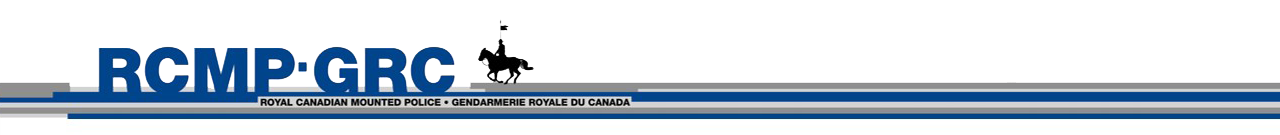 RCMP·GRC
ROYAL CANADIAN MOUNTED POLICE • GENDARMERIE ROYALE DU CANADA